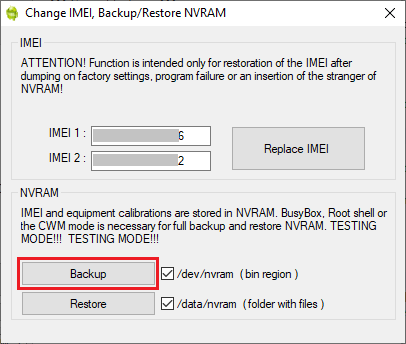 Change IMEI, Backup/Restore NVRAM
IMEI
ATTENTION! Function is intended only for restoration of the IMEI after
dumping on factory settings, program failure or an insertion of the stranger of
NVRAM!
IMEI 1 : 6
IMEI 2 : 2
Replace IMEI
NVRAM
IMEI and equipment calibrations are stored in NVRAM. BusyBox, Root shell or
the CWM mode is necessary for full backup and restore NVRAM. TESTING
MODE!!! TESTING MODE!!!
Backup
/dev/nvram ( bin region )
Restore
/data/nvram ( folder with files )